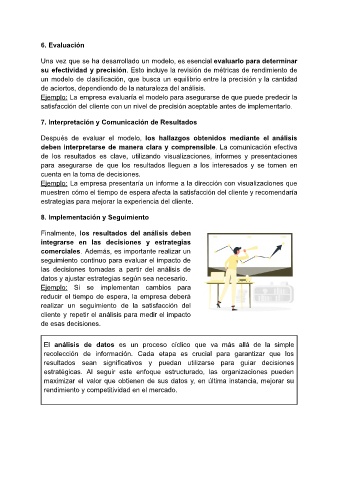 6. Evaluación
Una vez que se ha desarrollado un modelo, es esencial evaluarlo para determinar
su efectividad y precisión. Esto incluye la revisión de métricas de rendimiento de
un modelo de clasificación, que busca un equilibrio entre la precisión y la cantidad
de aciertos, dependiendo de la naturaleza del análisis.
Ejemplo: La empresa evaluaría el modelo para asegurarse de que puede predecir la
satisfacción del cliente con un nivel de precisión aceptable antes de implementarlo.
7. Interpretación y Comunicación de Resultados
Después de evaluar el modelo, los hallazgos obtenidos mediante el análisis
deben interpretarse de manera clara y comprensible. La comunicación efectiva
de los resultados es clave, utilizando visualizaciones, informes y presentaciones
para asegurarse de que los resultados lleguen a los interesados y se tomen en
cuenta en la toma de decisiones.
Ejemplo: La empresa presentaría un informe a la dirección con visualizaciones que
muestren cómo el tiempo de espera afecta la satisfacción del cliente y recomendaría
estrategias para mejorar la experiencia del cliente.
8. Implementación y Seguimiento
Finalmente, los resultados del análisis deben
integrarse en las decisiones y estrategias
comerciales. Además, es importante realizar un
seguimiento continuo para evaluar el impacto de
las decisiones tomadas a partir del análisis de
datos y ajustar estrategias según sea necesario.
Ejemplo: Si se implementan cambios para
reducir el tiempo de espera, la empresa deberá
realizar un seguimiento de la satisfacción del
cliente y repetir el análisis para medir el impacto
de esas decisiones.
El análisis de datos es un proceso cíclico que va más allá de la simple
recolección de información. Cada etapa es crucial para garantizar que los
resultados sean significativos y puedan utilizarse para guiar decisiones
estratégicas. Al seguir este enfoque estructurado, las organizaciones pueden
maximizar el valor que obtienen de sus datos y, en última instancia, mejorar su
rendimiento y competitividad en el mercado.